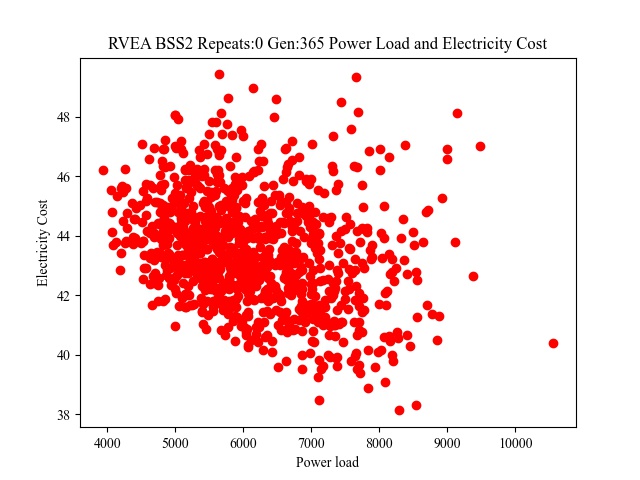 RVEA BSS2 Repeats:0 Gen:365 Power Load and Electricity Cost
Electricity Cost
48
46
44
42
40
38
4000 5000 6000 7000 8000 9000 10000
Power load